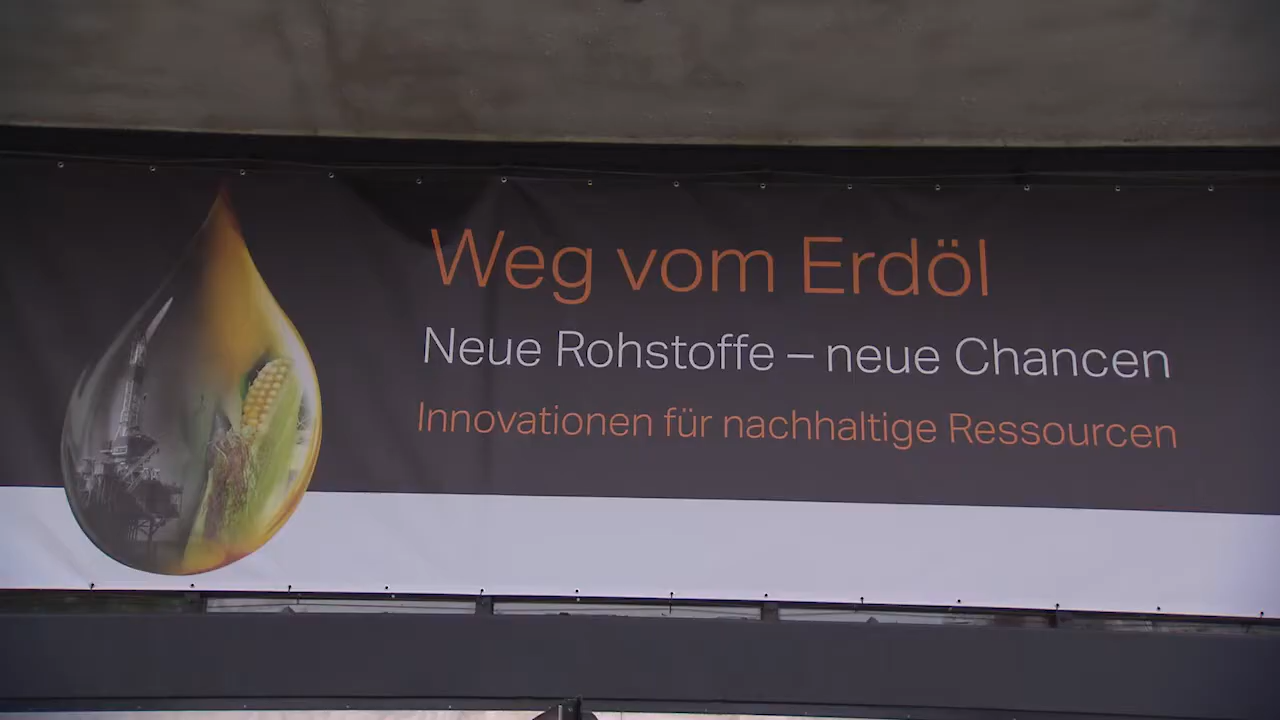 Weg vom Erdöl
Neue Rohstoffe – neue Chancen
Innovationen für nachhaltige Ressourcen